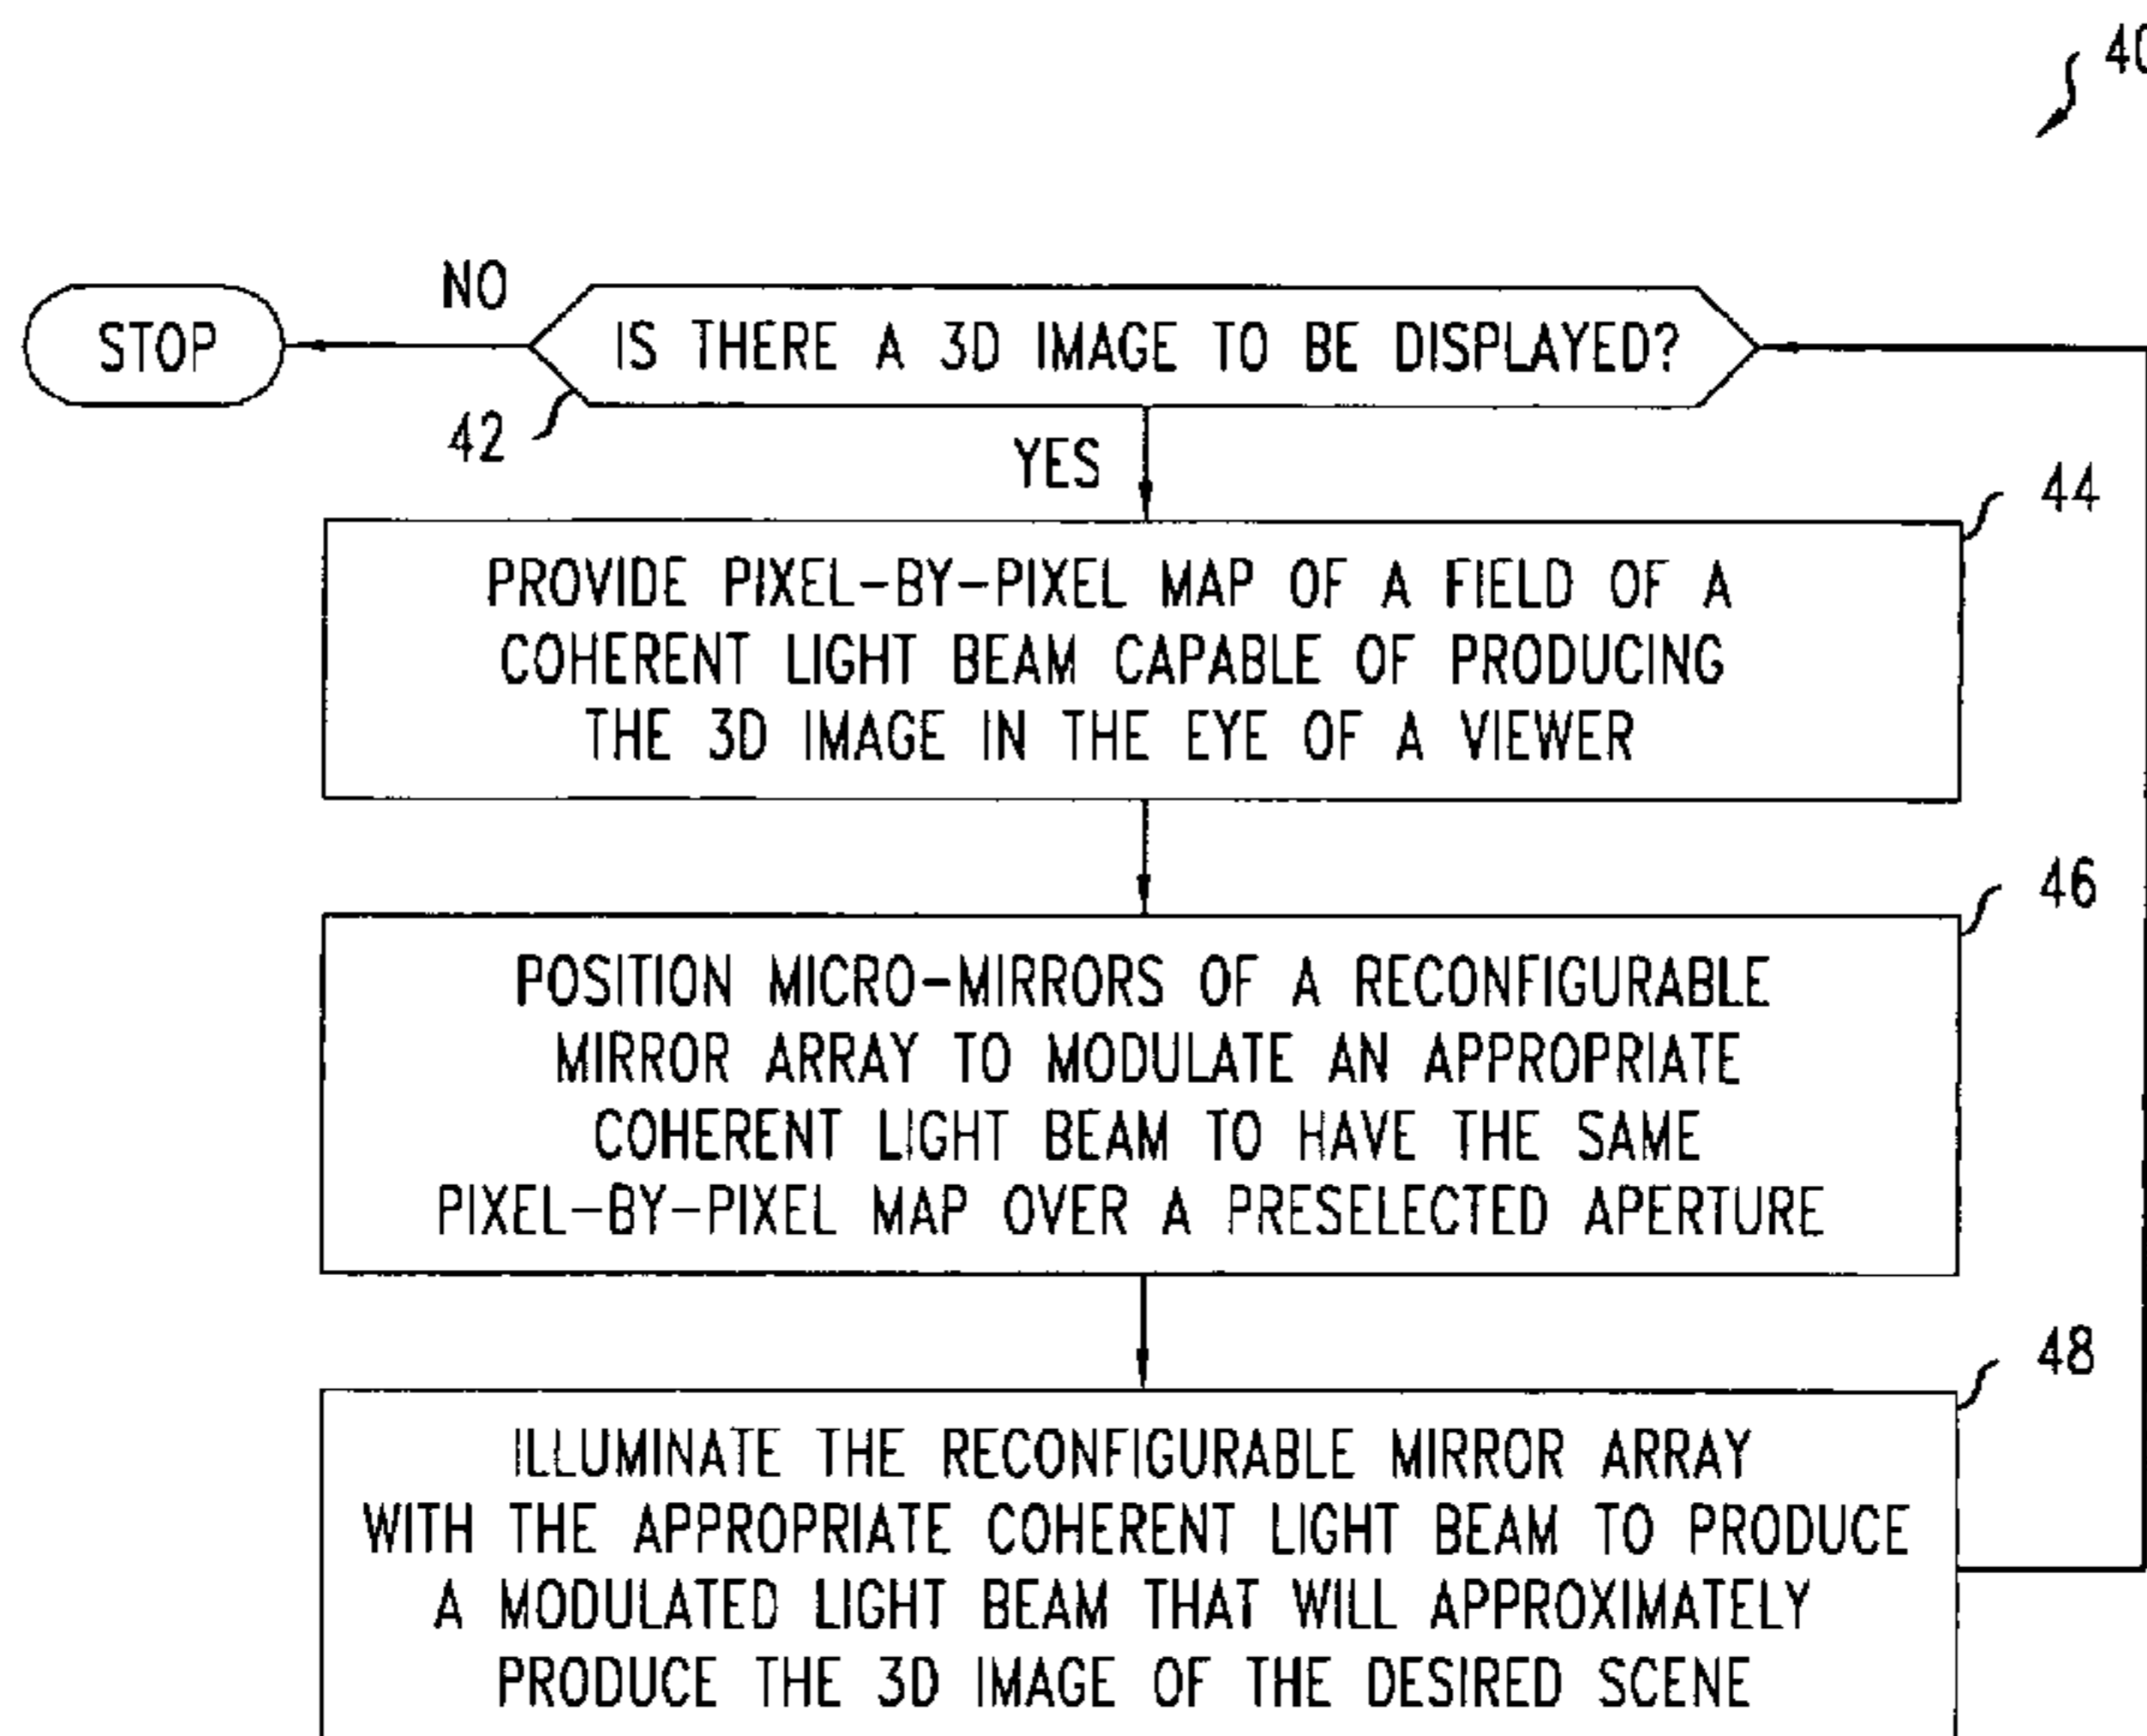 40
NO
STOP
IS THERE A 3D IMAGE TO BE DISPLAYED?
42
YES
44
PROVIDE PIXEL-BY-PIXEL MAP OF A FIELD OF A
COHERENT LIGHT BEAM CAPABLE OF PRODUCING
THE 3D IMAGE IN THE EYE OF A VIEWER
46
POSITION MICRO-MIRRORS OF A RECONFIGURABLE
MIRROR ARRAY TO MODULATE AN APPROPRIATE
COHERENT LIGHT BEAM TO HAVE THE SAME
PIXEL-BY-PIXEL MAP OVER A PRESELECTED APERTURE
48
ILLUMINATE THE RECONFIGURABLE MIRROR ARRAY
WITH THE APPROPRIATE COHERENT LIGHT BEAM TO PRODUCE
A MODULATED LIGHT BEAM THAT WILL APPROXIMATELY
PRODUCE THE 3D IMAGE OF THE DESIRED SCENE